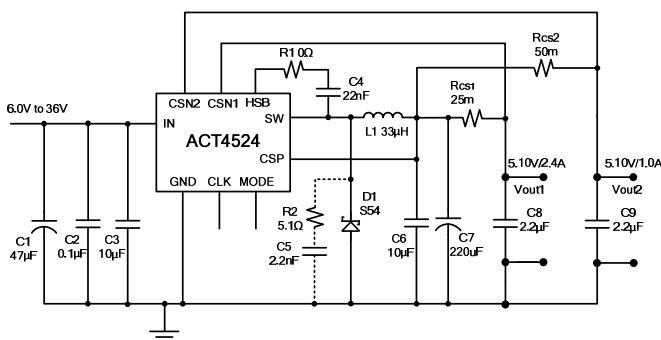 Rcs2
50m
R1 0Ω
CSN2 CSN1 HSB
C4
22nF
Rcs1
25m
6.0V to 36V
IN
SW
L1 33µH
ACT4524
CSP
5.10V/2.4A
5.10V/1.0A
Vout1
Vout2
GND CLK MODE
D1
S54
R2
5.1Ω
C1
47µF
C2
0.1µF
C3
10µF
C5
2.2nF
C6
10µF
C7
220uF
C8
2.2µF
C9
2.2µF